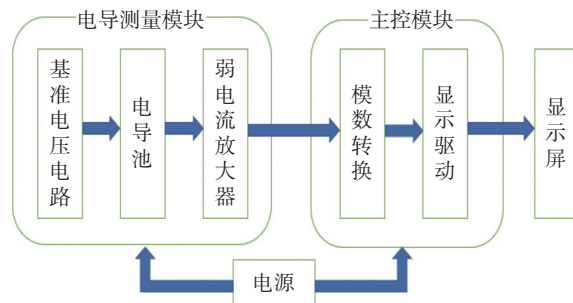 电导测量模块
主控模块
基准电压电路
电导池
弱电流放大器
模数转换
显示驱动
显示屏
电源